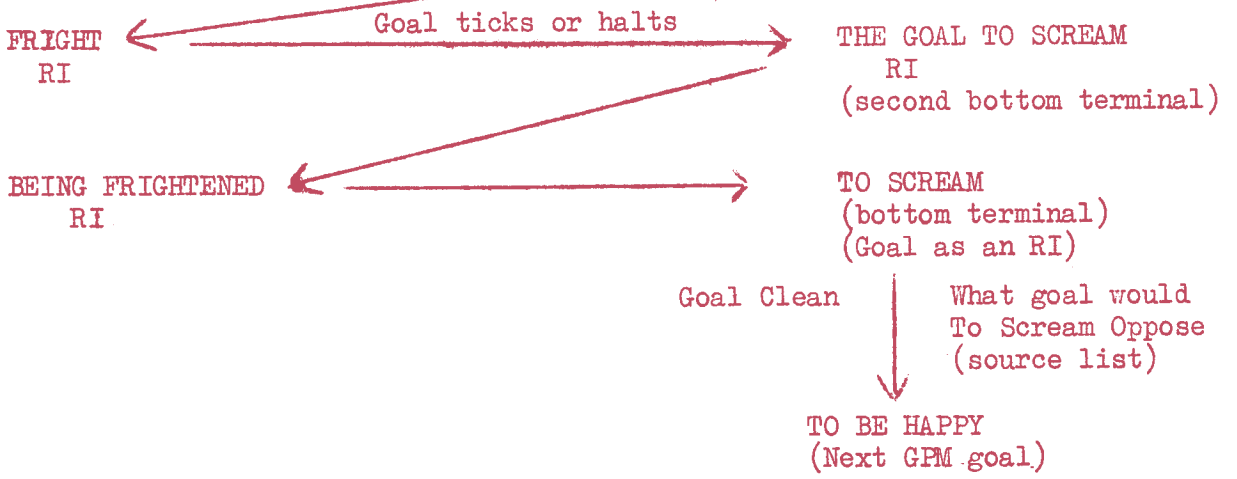 Goal ticks or halts
FRIGHT
RI
THE GOAL TO SCREAM
RI
(second bottom terminal)
BEING FRIGHTENED
RI
TO SCREAM
(bottom terminal)
(Goal as an RI)
Goal Clean
What goal would
To Scream Oppose
(source list)
TO BE HAPPY
(Next GPM goal)